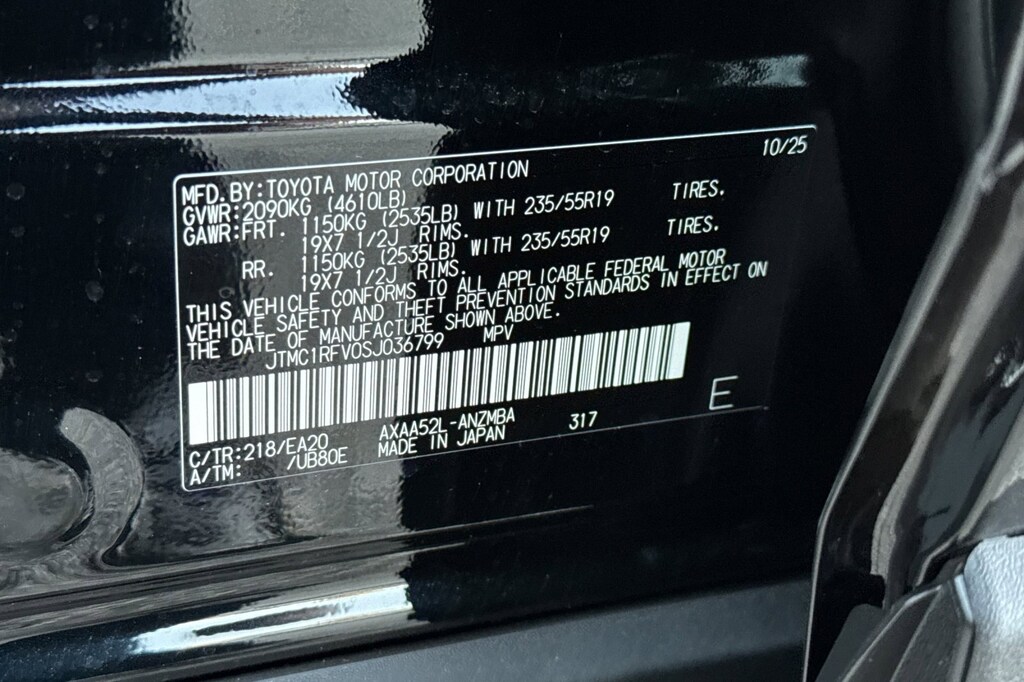 10/25
MFD.BY:TOYOTA MOTOR CORPORATION
GVWR:2090KG (4610LB)
GAWR:FRT. 1150KG (2535LB) WITH 235/55R19 TIRES.
19X7 1/2J RIMS.
RR. 1150KG (2535LB) WITH 235/55R19 TIRES.
19X7 1/2J RIMS.
THIS VEHICLE CONFORMS TO ALL APPLICABLE FEDERAL MOTOR
VEHICLE SAFETY AND THEFT PREVENTION STANDARDS IN EFFECT ON
THE DATE OF MANUFACTURE SHOWN ABOVE.
JTMC1RFV0SJ036799 MPV
E
C/TR:218/EA20 AXAA52L-ANZMBA 317
A/TM: /UB80E MADE IN JAPAN